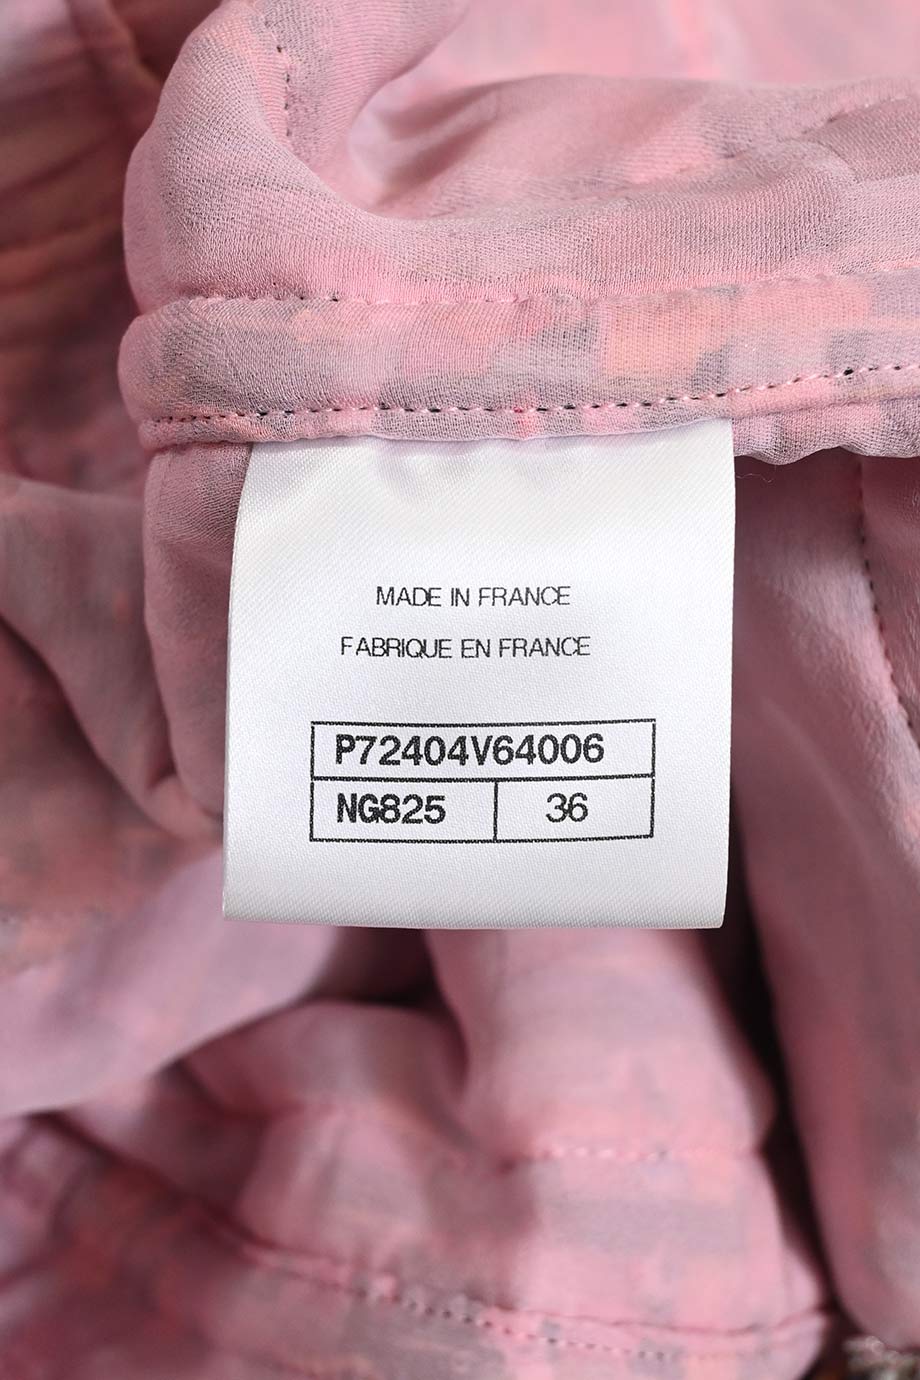 MADE IN FRANCE
FABRIQUE EN FRANCE
P72404V64006
NG825 36